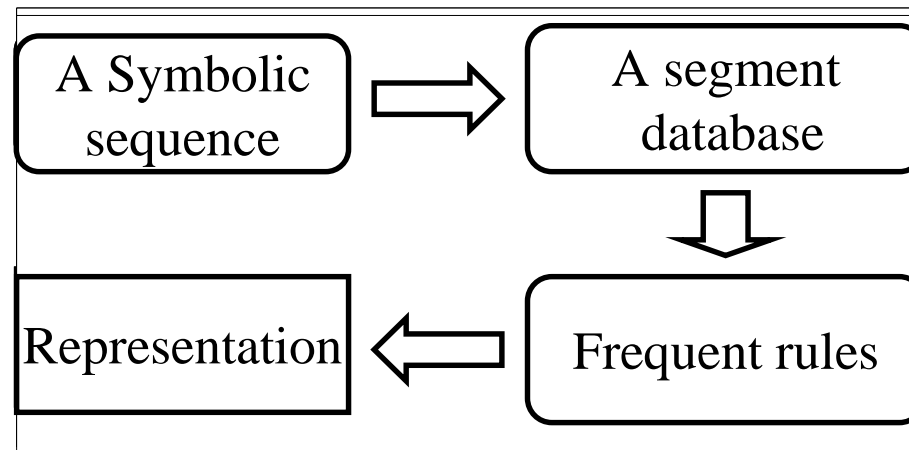 A Symbolic
sequence
A segment
database
Representation
Frequent rules